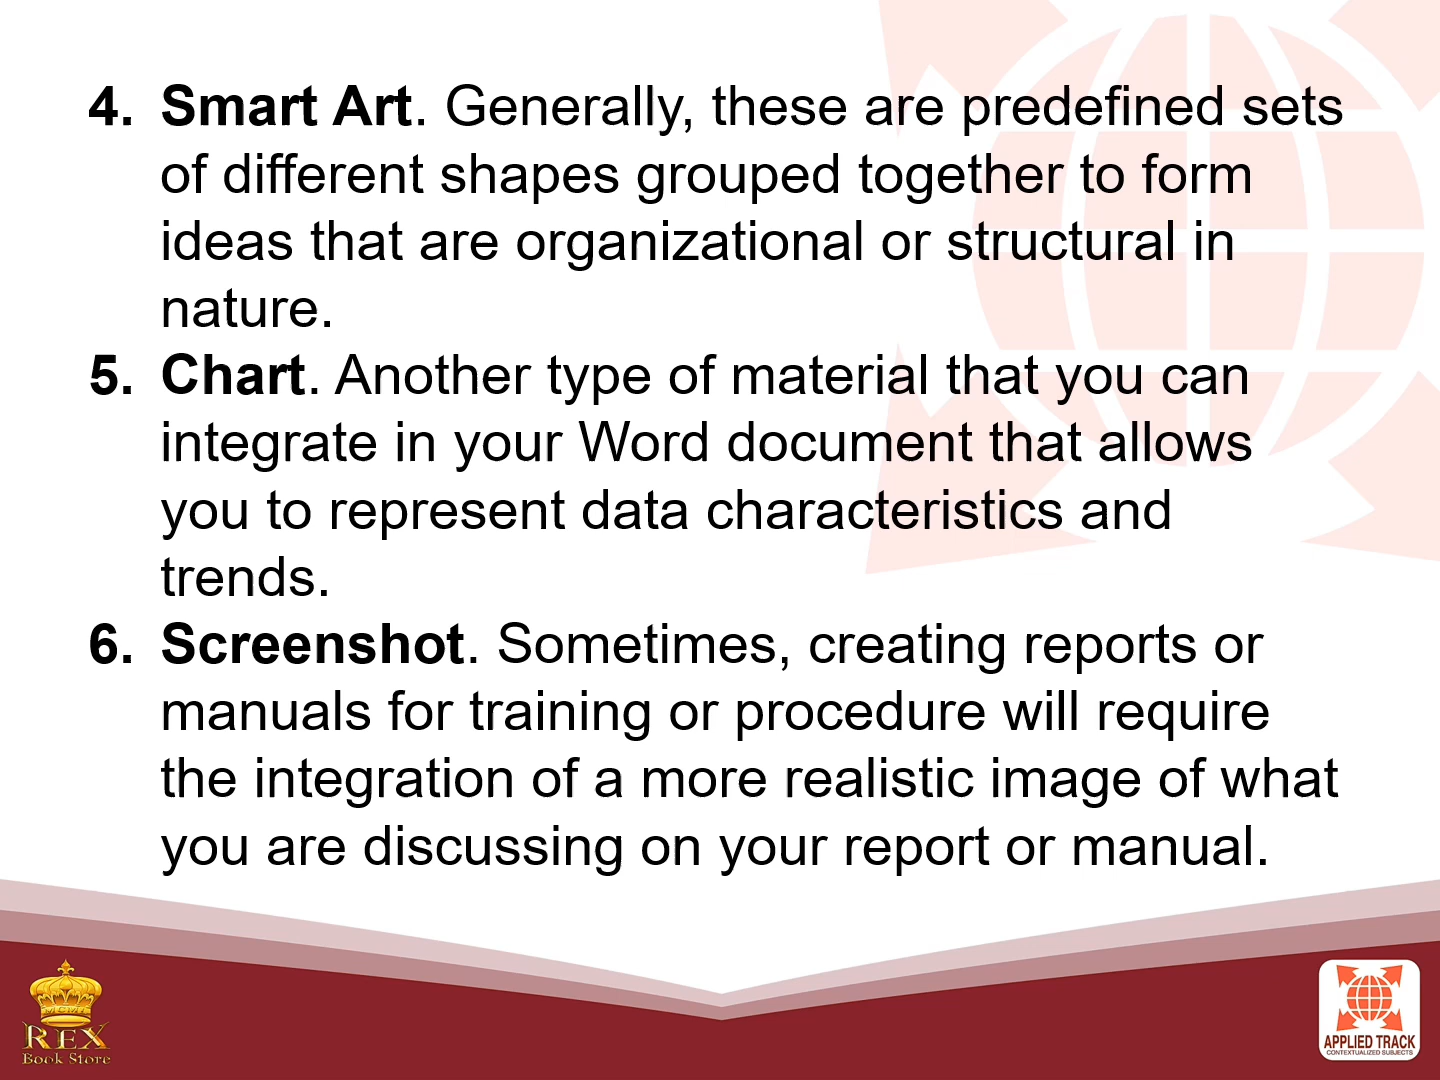 4. Smart Art. Generally, these are predefined sets
of different shapes grouped together to form
ideas that are organizational or structural in
nature.
5. Chart. Another type of material that you can
integrate in your Word document that allows
you to represent data characteristics and
trends.
6. Screenshot. Sometimes, creating reports or
manuals for training or procedure will require
the integration of a more realistic image of what
you are discussing on your report or manual.
REX
Book Store
APPLIED TRACK
CONTEXTUALIZED SUBJECTS